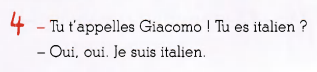 4 – Tu t'appelles Giacomo ! Tu es italien ?
– Oui, oui. Je suis italien.